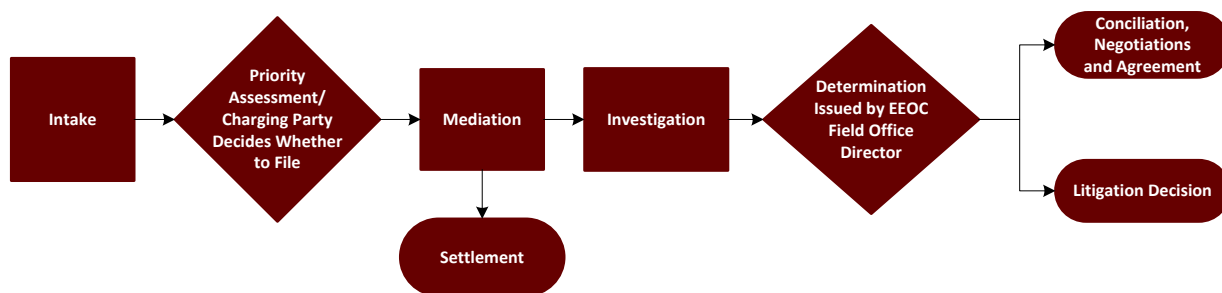 Intake
Priority
Assessment/
Charging Party
Decides Whether
to File
Mediation
Settlement
Investigation
Determination
Issued by EEOC
Field Office
Director
Conciliation,
Negotiations
and Agreement
Litigation Decision